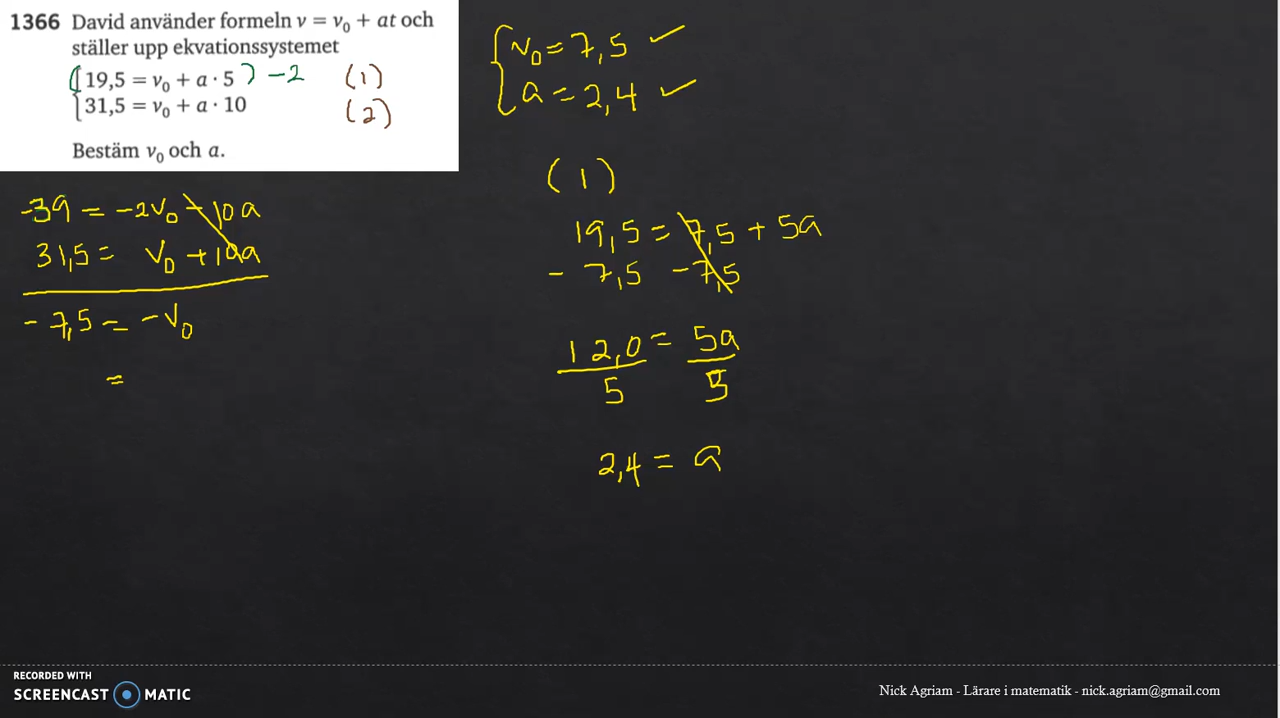 1366 David använder formeln v = v₀ + at och
ställer upp ekvationssystemet
( 19,5 = v₀ + a · 5 ) -2 (1)
31,5 = v₀ + a · 10 (2)
Bestäm v₀ och a.
-39 = -2v₀ - 10a
31,5 = v₀ + 10a
-7,5 = -v₀
=
v₀ = 7,5 ✓
a = 2,4 ✓
(1)
19,5 = 7,5 + 5a
- 7,5 -7,5
12,0 = 5a
5 5
2,4 = a
RECORDED WITH
SCREENCAST MATIC
Nick Agriam - Lärare i matematik - nick.agriam@gmail.com